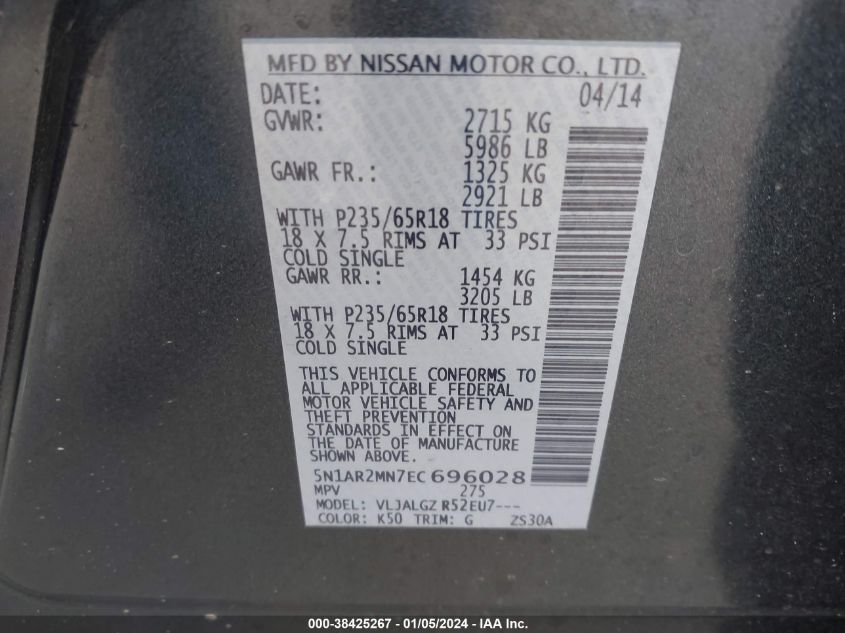 MFD BY NISSAN MOTOR CO., LTD.
DATE: 04/14
GVWR: 2715 KG
5986 LB
GAWR FR.: 1325 KG
2921 LB
WITH P235/65R18 TIRES
18 X 7.5 RIMS AT 33 PSI
COLD SINGLE
GAWR RR.: 1454 KG
3205 LB
WITH P235/65R18 TIRES
18 X 7.5 RIMS AT 33 PSI
COLD SINGLE
THIS VEHICLE CONFORMS TO
ALL APPLICABLE FEDERAL
MOTOR VEHICLE SAFETY AND
THEFT PREVENTION
STANDARDS IN EFFECT ON
THE DATE OF MANUFACTURE
SHOWN ABOVE.
5N1AR2MN7EC696028
MPV 275
MODEL: VLJALGZ R52EU7---
COLOR: K50 TRIM: G ZS30A
000-38425267 - 01/05/2024 - IAA Inc.